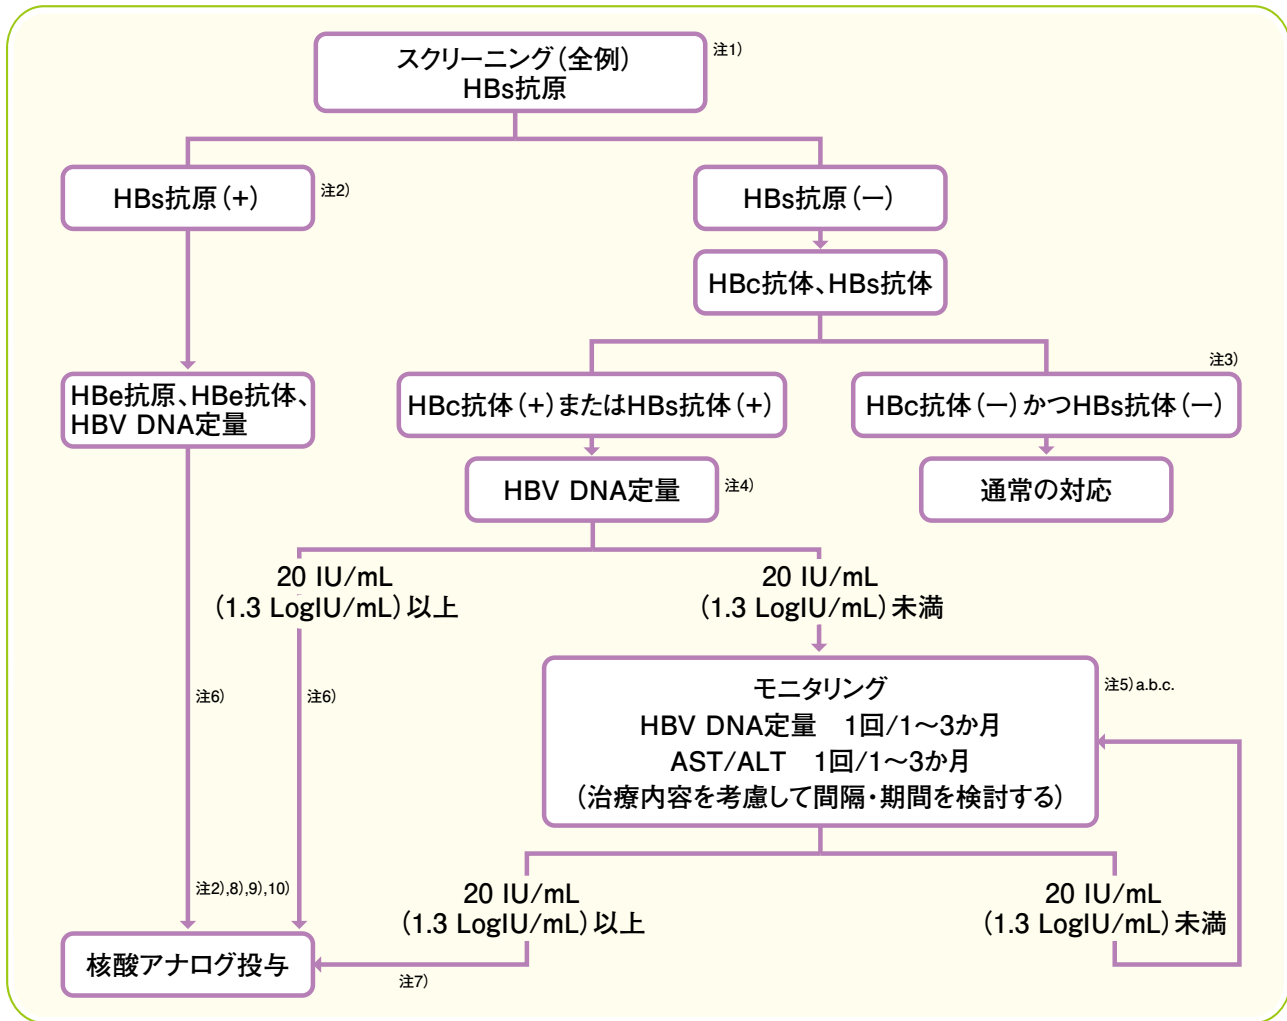 スクリーニング（全例）
HBs抗原
注1)
HBs抗原（+）
注2)
HBs抗原（ー）
HBc抗体、HBs抗体
注3)
HBe抗原、HBe抗体、
HBV DNA定量
HBc抗体（+）またはHBs抗体（+）
HBc抗体（ー）かつHBs抗体（ー）
HBV DNA定量
注4)
通常の対応
20 IU/mL
（1.3 LogIU/mL）以上
20 IU/mL
（1.3 LogIU/mL）未満
注6)
注6)
モニタリング
HBV DNA定量　1回/1〜3か月
AST/ALT　1回/1〜3か月
（治療内容を考慮して間隔・期間を検討する）
注5)a.b.c.
注2),8),9),10)
20 IU/mL
（1.3 LogIU/mL）以上
20 IU/mL
（1.3 LogIU/mL）未満
核酸アナログ投与
注7)